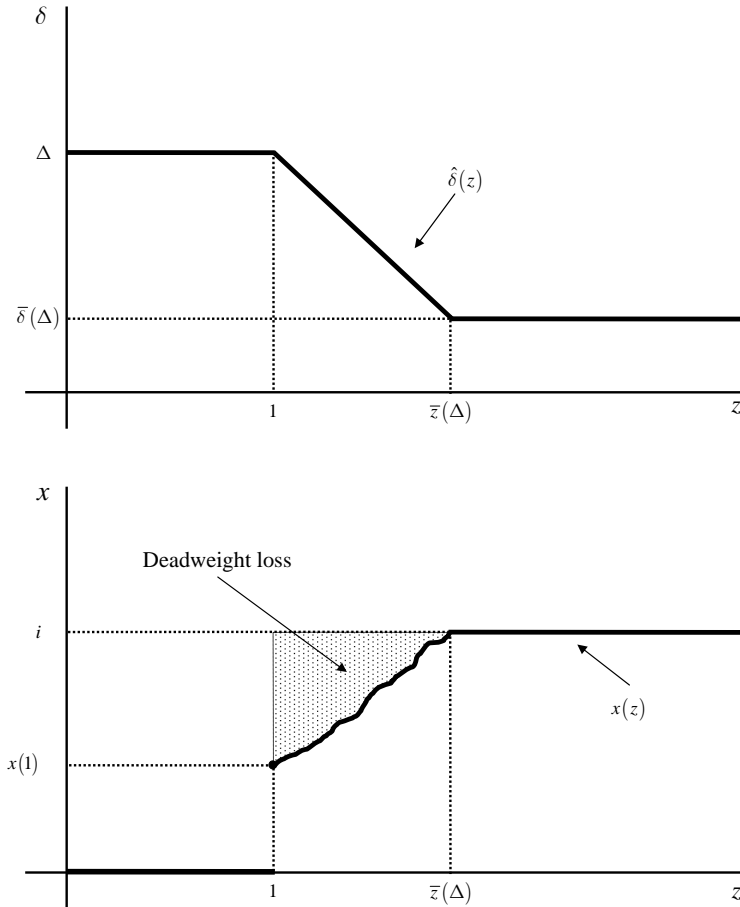 δ
Δ
δ̂(z)
δ̅(Δ)
1
z̅(Δ)
z
x
Deadweight loss
i
x(z)
x(1)
1
z̅(Δ)
z